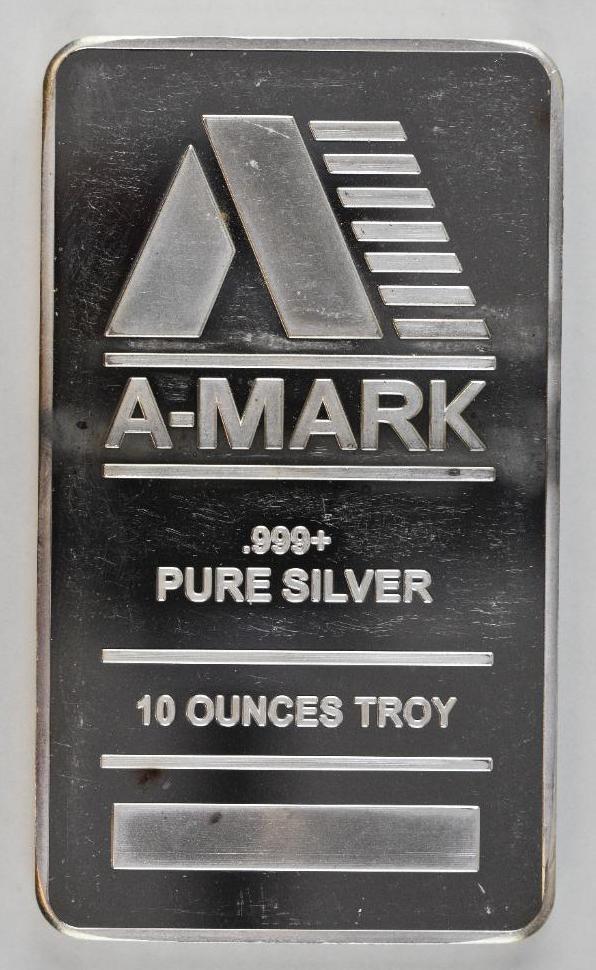 A-MARK
.999+
PURE SILVER
10 OUNCES TROY